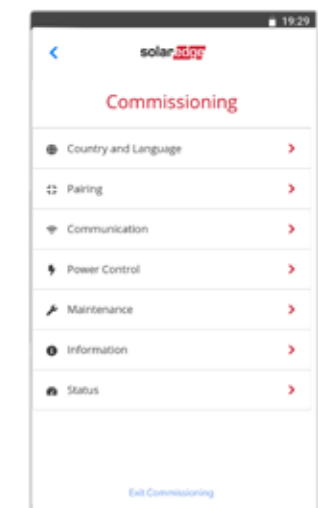 19:29
solaredge
Commissioning
Country and Language
Pairing
Communication
Power Control
Maintenance
Information
Status
Exit Commissioning